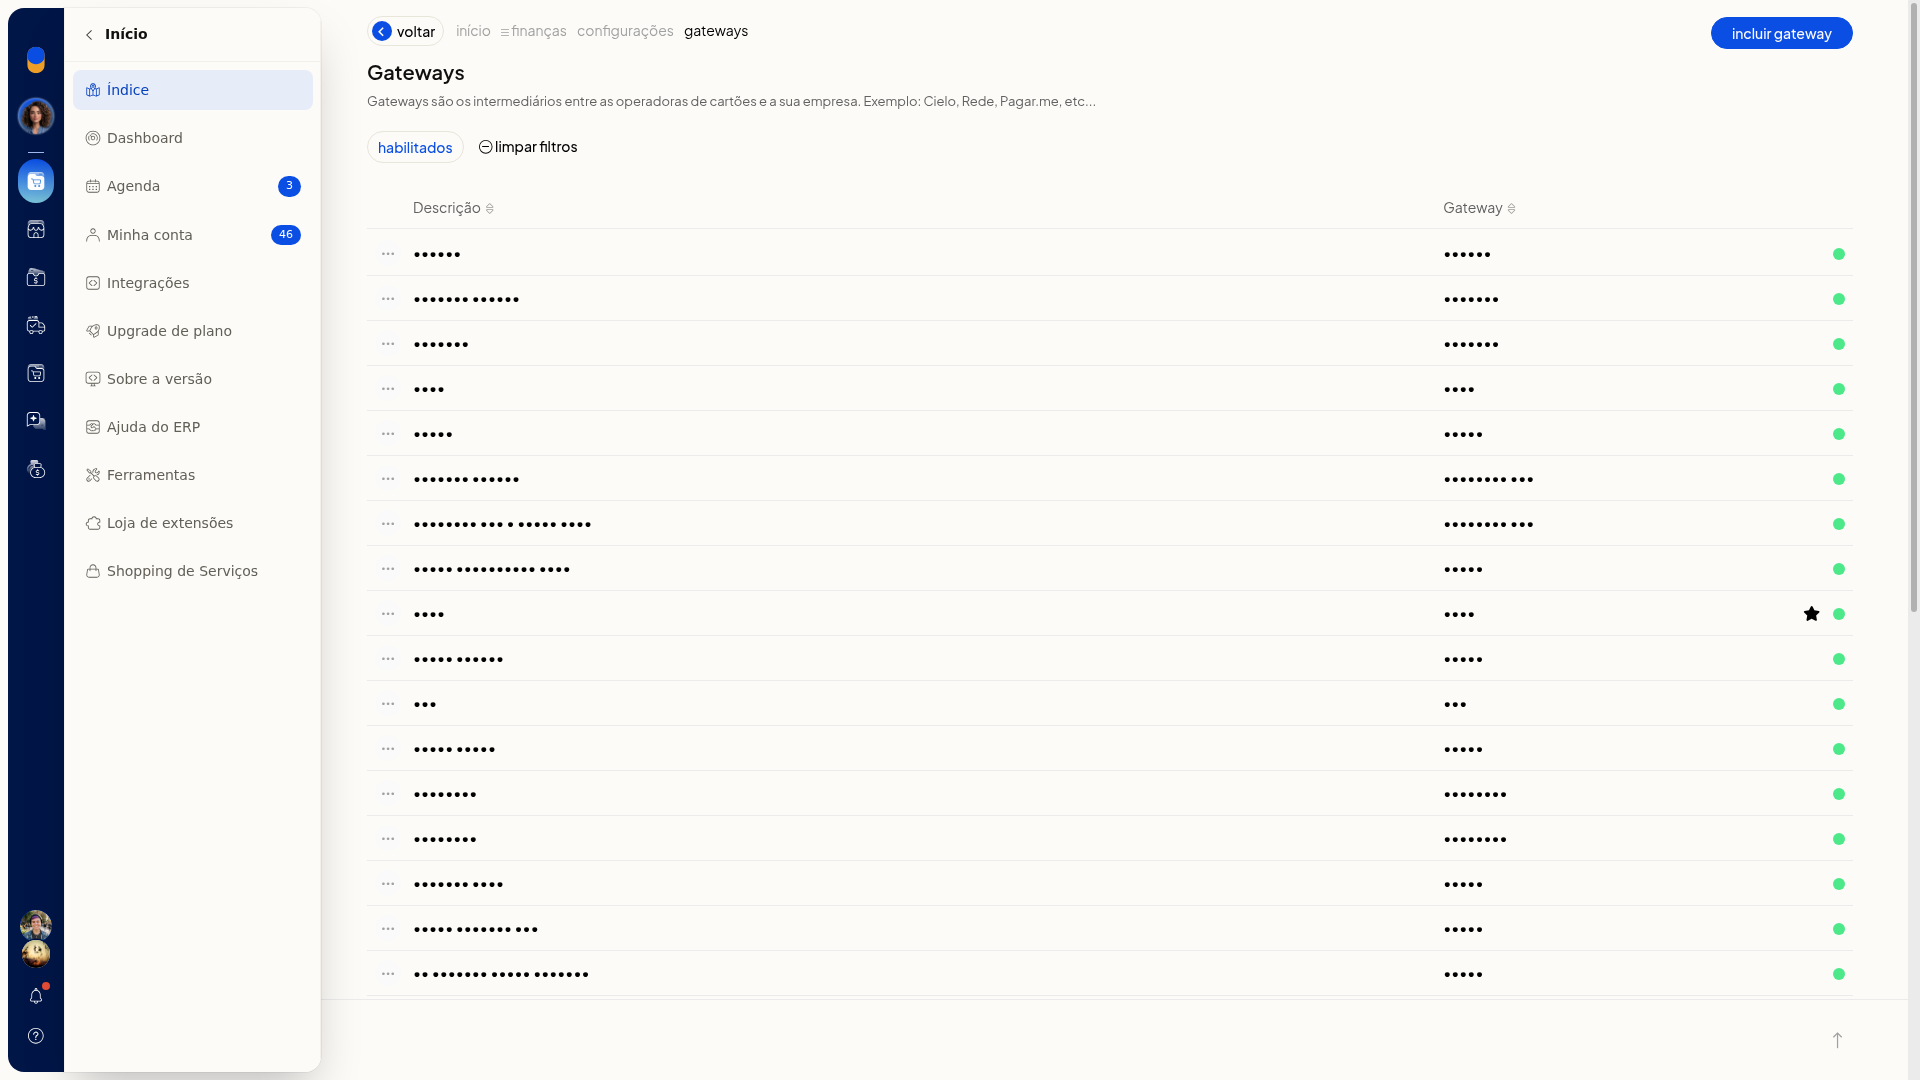 Início
Índice
Dashboard
Agenda 3
Minha conta 46
Integrações
Upgrade de plano
Sobre a versão
Ajuda do ERP
Ferramentas
Loja de extensões
Shopping de Serviços
voltar início finanças configurações gateways
incluir gateway
Gateways
Gateways são os intermediários entre as operadoras de cartões e a sua empresa. Exemplo: Cielo, Rede, Pagar.me, etc...
habilitados limpar filtros
Descrição Gateway
•••••• ••••••
••••••• •••••• •••••••
••••••• •••••••
•••• ••••
••••• •••••
••••••• •••••• •••••••• •••
•••••••• ••• • ••••• •••• •••••••• •••
••••• •••••••••• •••• •••••
•••• ••••
••••• •••••• •••••
••• •••
••••• ••••• •••••
•••••••• ••••••••
•••••••• ••••••••
••••••• •••• •••••
••••• ••••••• ••• •••••
•• ••••••• ••••• ••••••• •••••